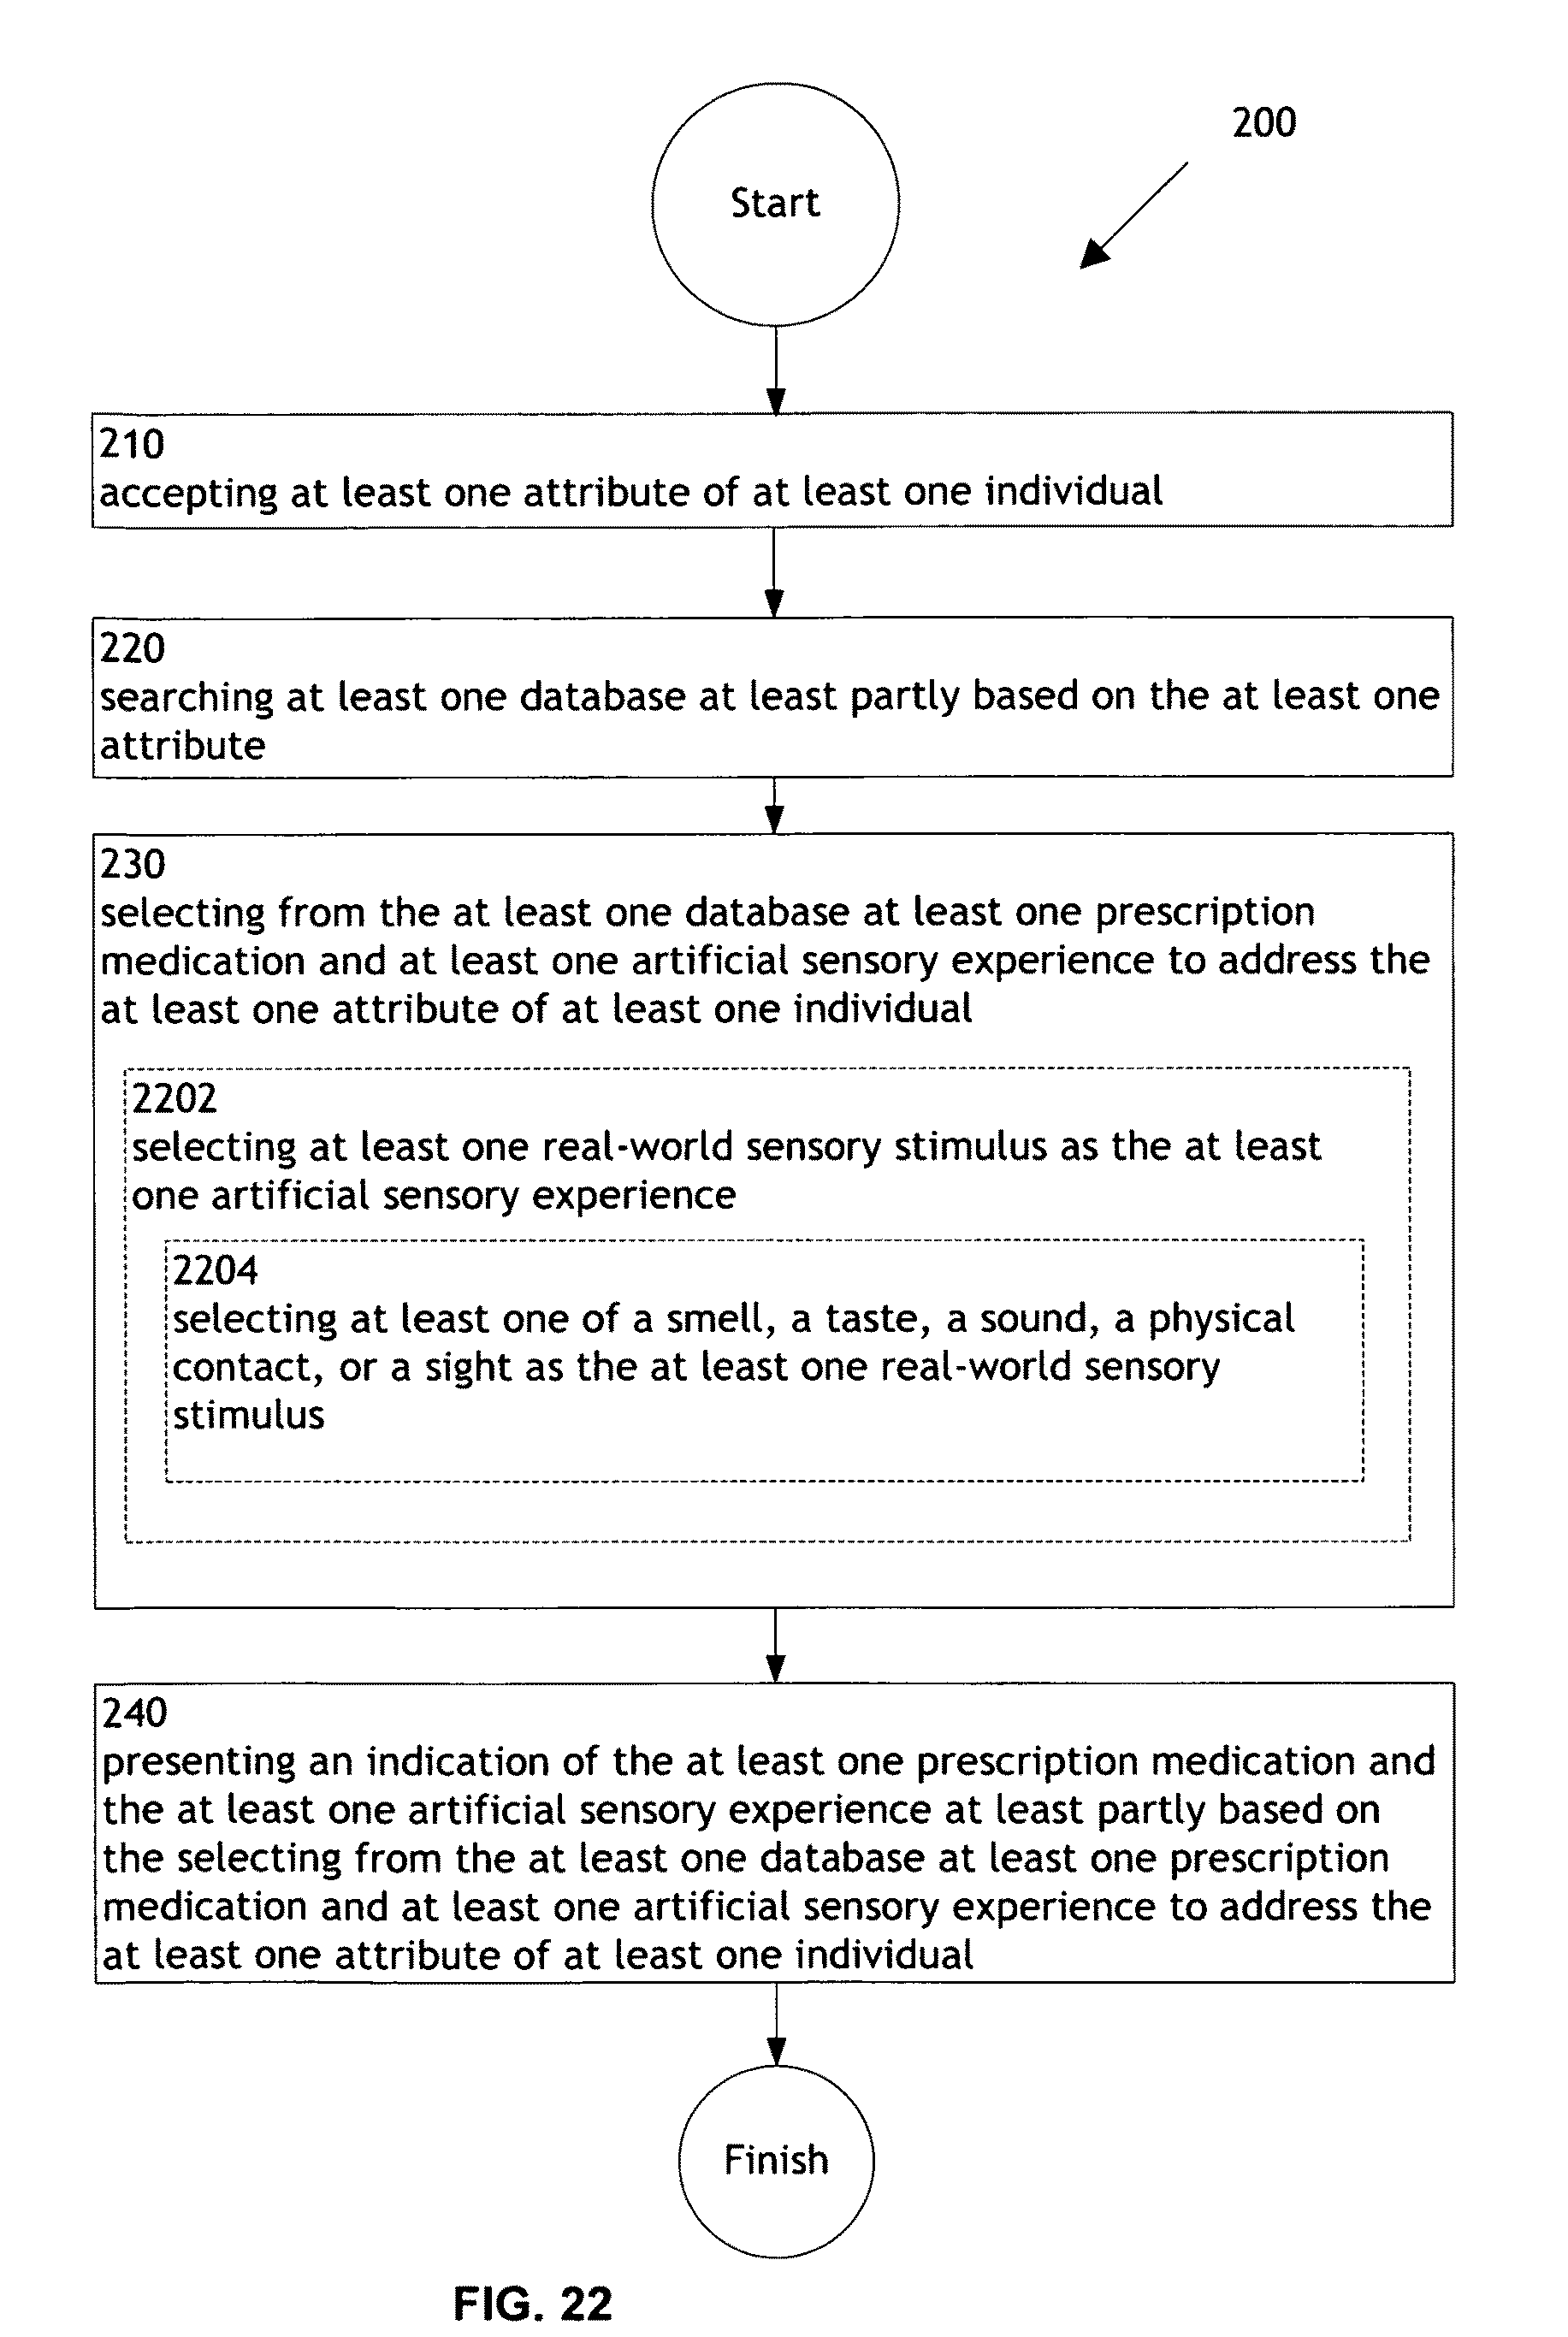 200
Start
210
accepting at least one attribute of at least one individual
220
searching at least one database at least partly based on the at least one
attribute
230
selecting from the at least one database at least one prescription
medication and at least one artificial sensory experience to address the
at least one attribute of at least one individual
2202
selecting at least one real-world sensory stimulus as the at least
one artificial sensory experience
2204
selecting at least one of a smell, a taste, a sound, a physical
contact, or a sight as the at least one real-world sensory
stimulus
240
presenting an indication of the at least one prescription medication and
the at least one artificial sensory experience at least partly based on
the selecting from the at least one database at least one prescription
medication and at least one artificial sensory experience to address the
at least one attribute of at least one individual
Finish
FIG. 22